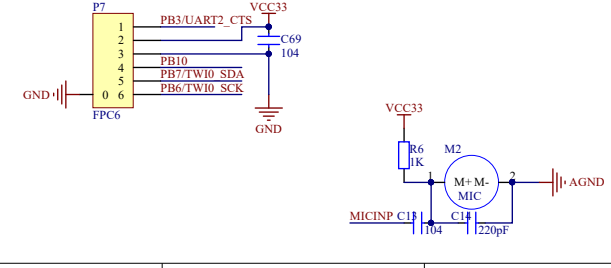 P7
VCC33
1 PB3/UART2_CTS
2
C69
3
104
4 PB10
5 PB7/TWI0_SDA
GND 0 6 PB6/TWI0_SCK
FPC6
GND
VCC33
R6
1K
M2
1 M+ M- 2
MIC
AGND
MICINP C13 C14
104 220pF